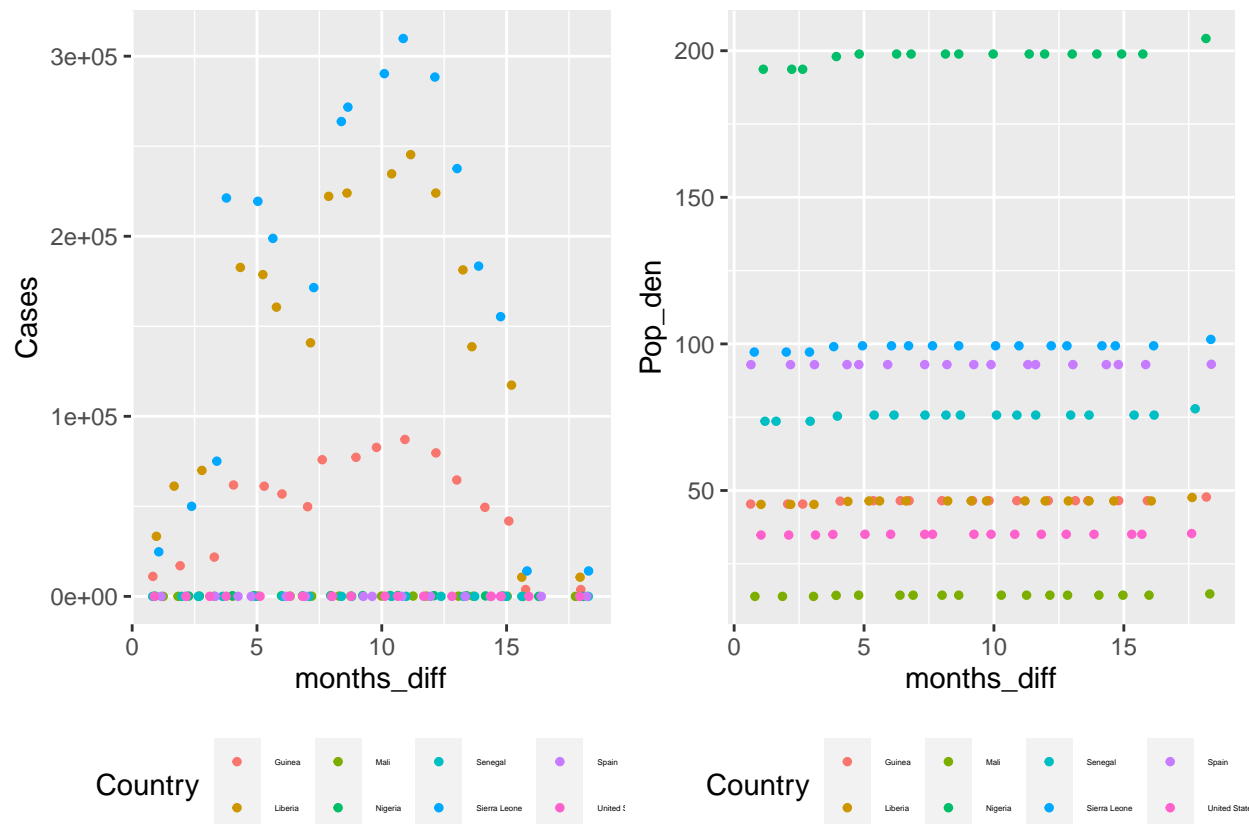 Cases
3e+05
2e+05
1e+05
0e+00
0 5 10 15
months_diff
Country
Guinea Mali Senegal Spain
Liberia Nigeria Sierra Leone United S
Pop_den
200
150
100
50
0 5 10 15
months_diff
Country
Guinea Mali Senegal Spain
Liberia Nigeria Sierra Leone United State